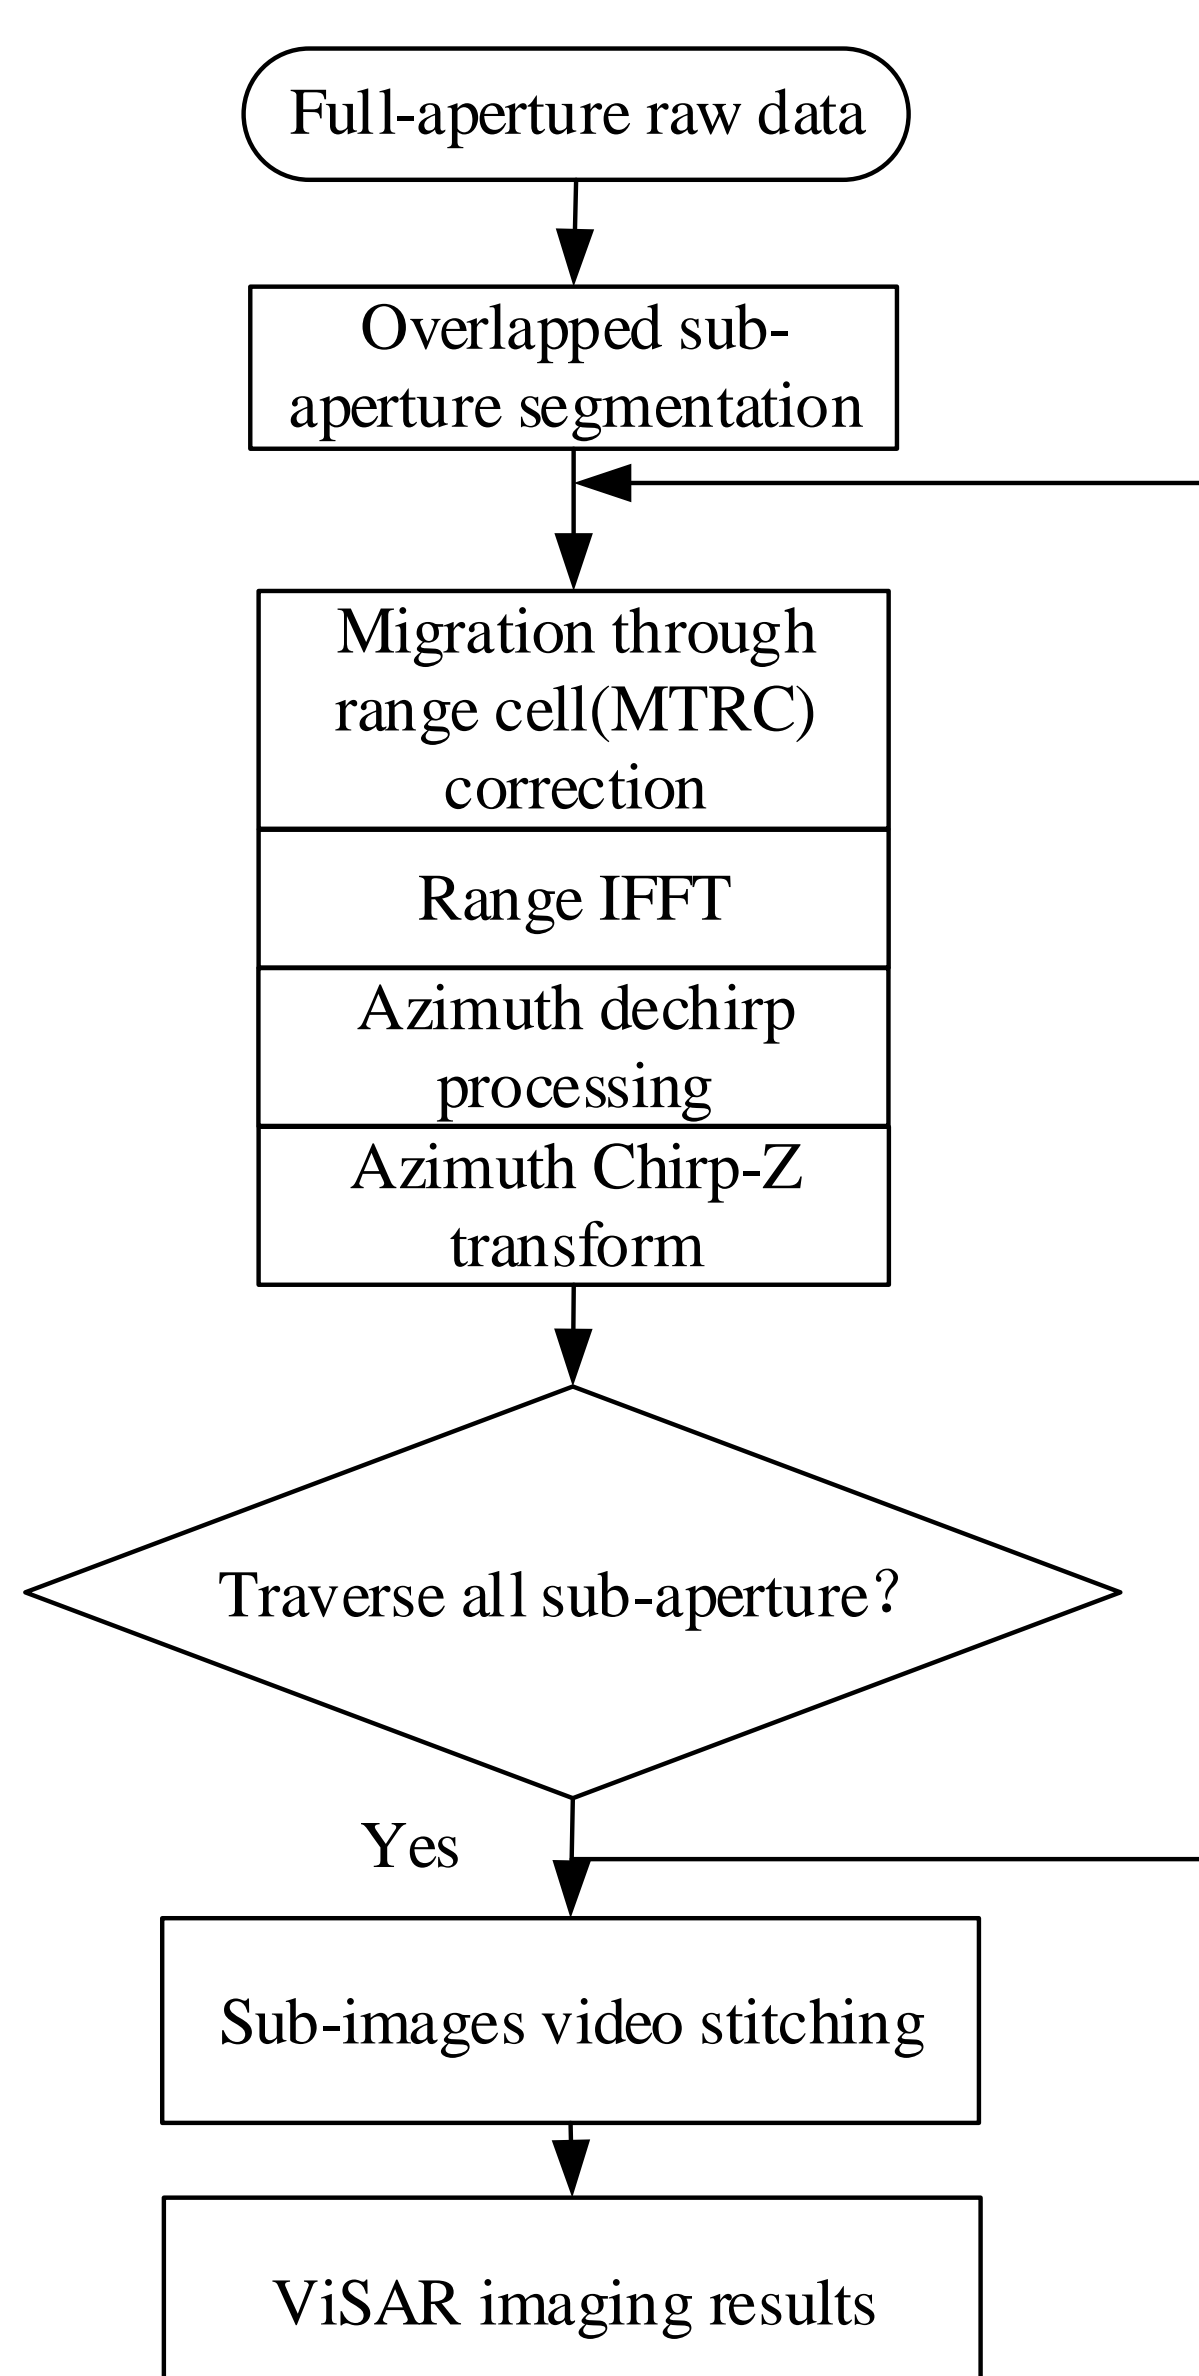 Full-aperture raw data
Overlapped sub-
aperture segmentation
Migration through
range cell(MTRC)
correction
Range IFFT
Azimuth dechirp
processing
Azimuth Chirp-Z
transform
Traverse all sub-aperture?
Yes
Sub-images video stitching
ViSAR imaging results